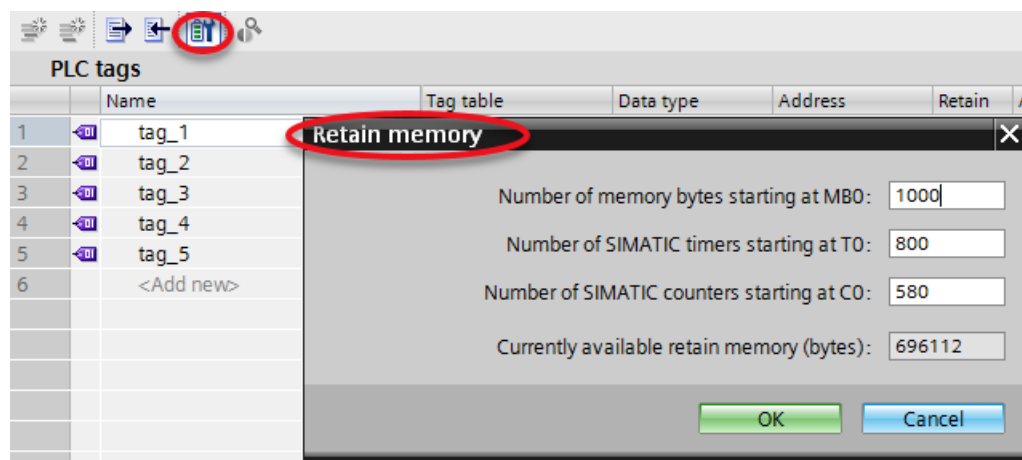 PLC tags
Name Tag table Data type Address Retain
1 tag_1
2 tag_2
3 tag_3
4 tag_4
5 tag_5
6 <Add new>
Retain memory
Number of memory bytes starting at MB0: 1000
Number of SIMATIC timers starting at T0: 800
Number of SIMATIC counters starting at C0: 580
Currently available retain memory (bytes): 696112
OK Cancel